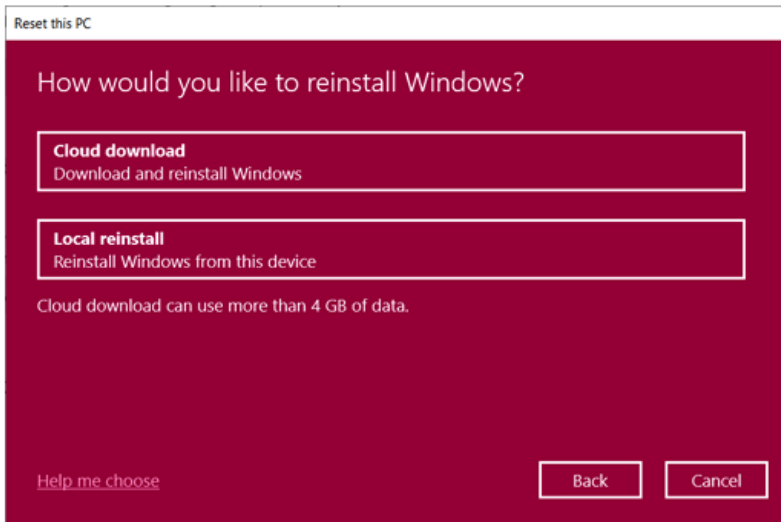 Reset this PC
How would you like to reinstall Windows?
Cloud download
Download and reinstall Windows
Local reinstall
Reinstall Windows from this device
Cloud download can use more than 4 GB of data.
Help me choose
Back
Cancel